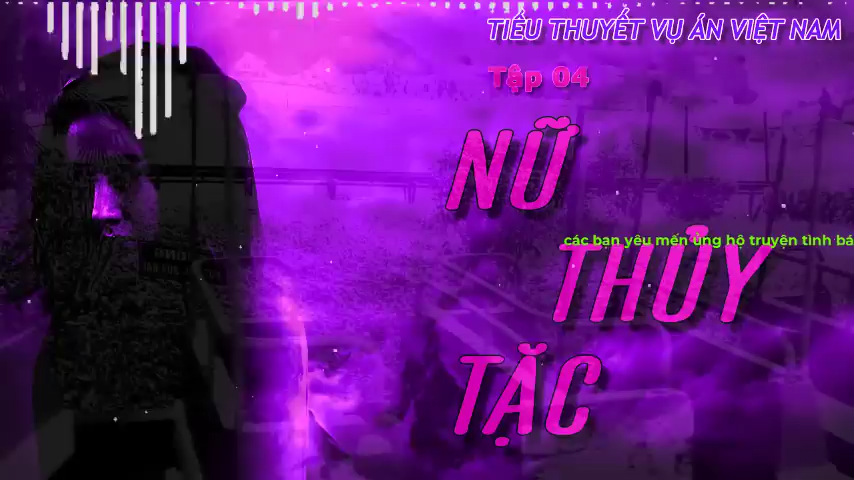 TIỂU THUYẾT VỤ ÁN VIỆT NAM
Tập 04
NỮ
các bạn yêu mến ủng hộ truyện tình bá
THỦY
TẶC